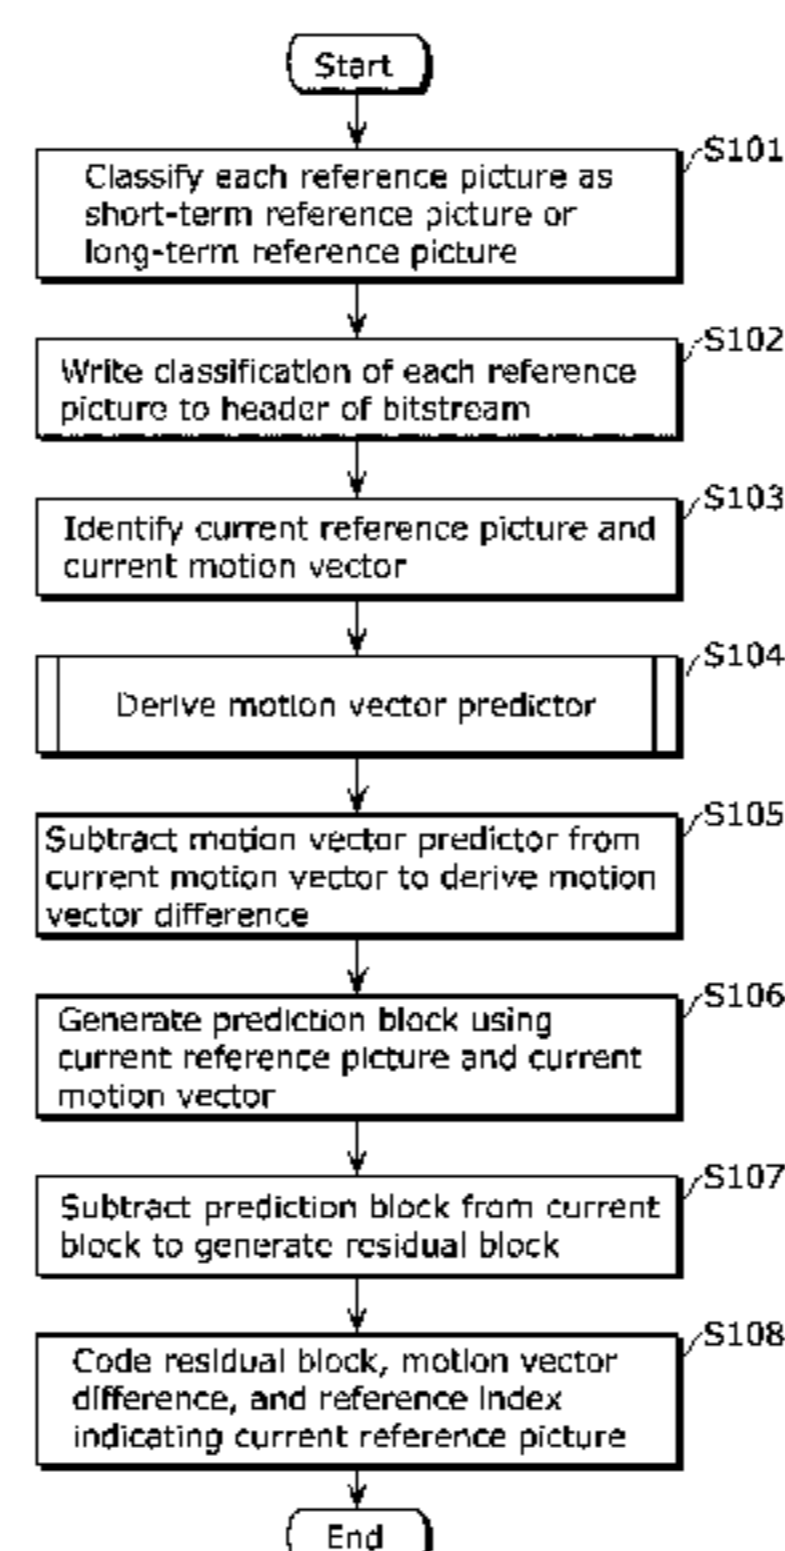 Start
S101
Classify each reference picture as
short-term reference picture or
long-term reference picture
S102
Write classification of each reference
picture to header of bitstream
S103
Identify current reference picture and
current motion vector
S104
Derive motion vector predictor
S105
Subtract motion vector predictor from
current motion vector to derive motion
vector difference
S106
Generate prediction block using
current reference picture and current
motion vector
S107
Subtract prediction block from current
block to generate residual block
S108
Code residual block, motion vector
difference, and reference index
indicating current reference picture
End